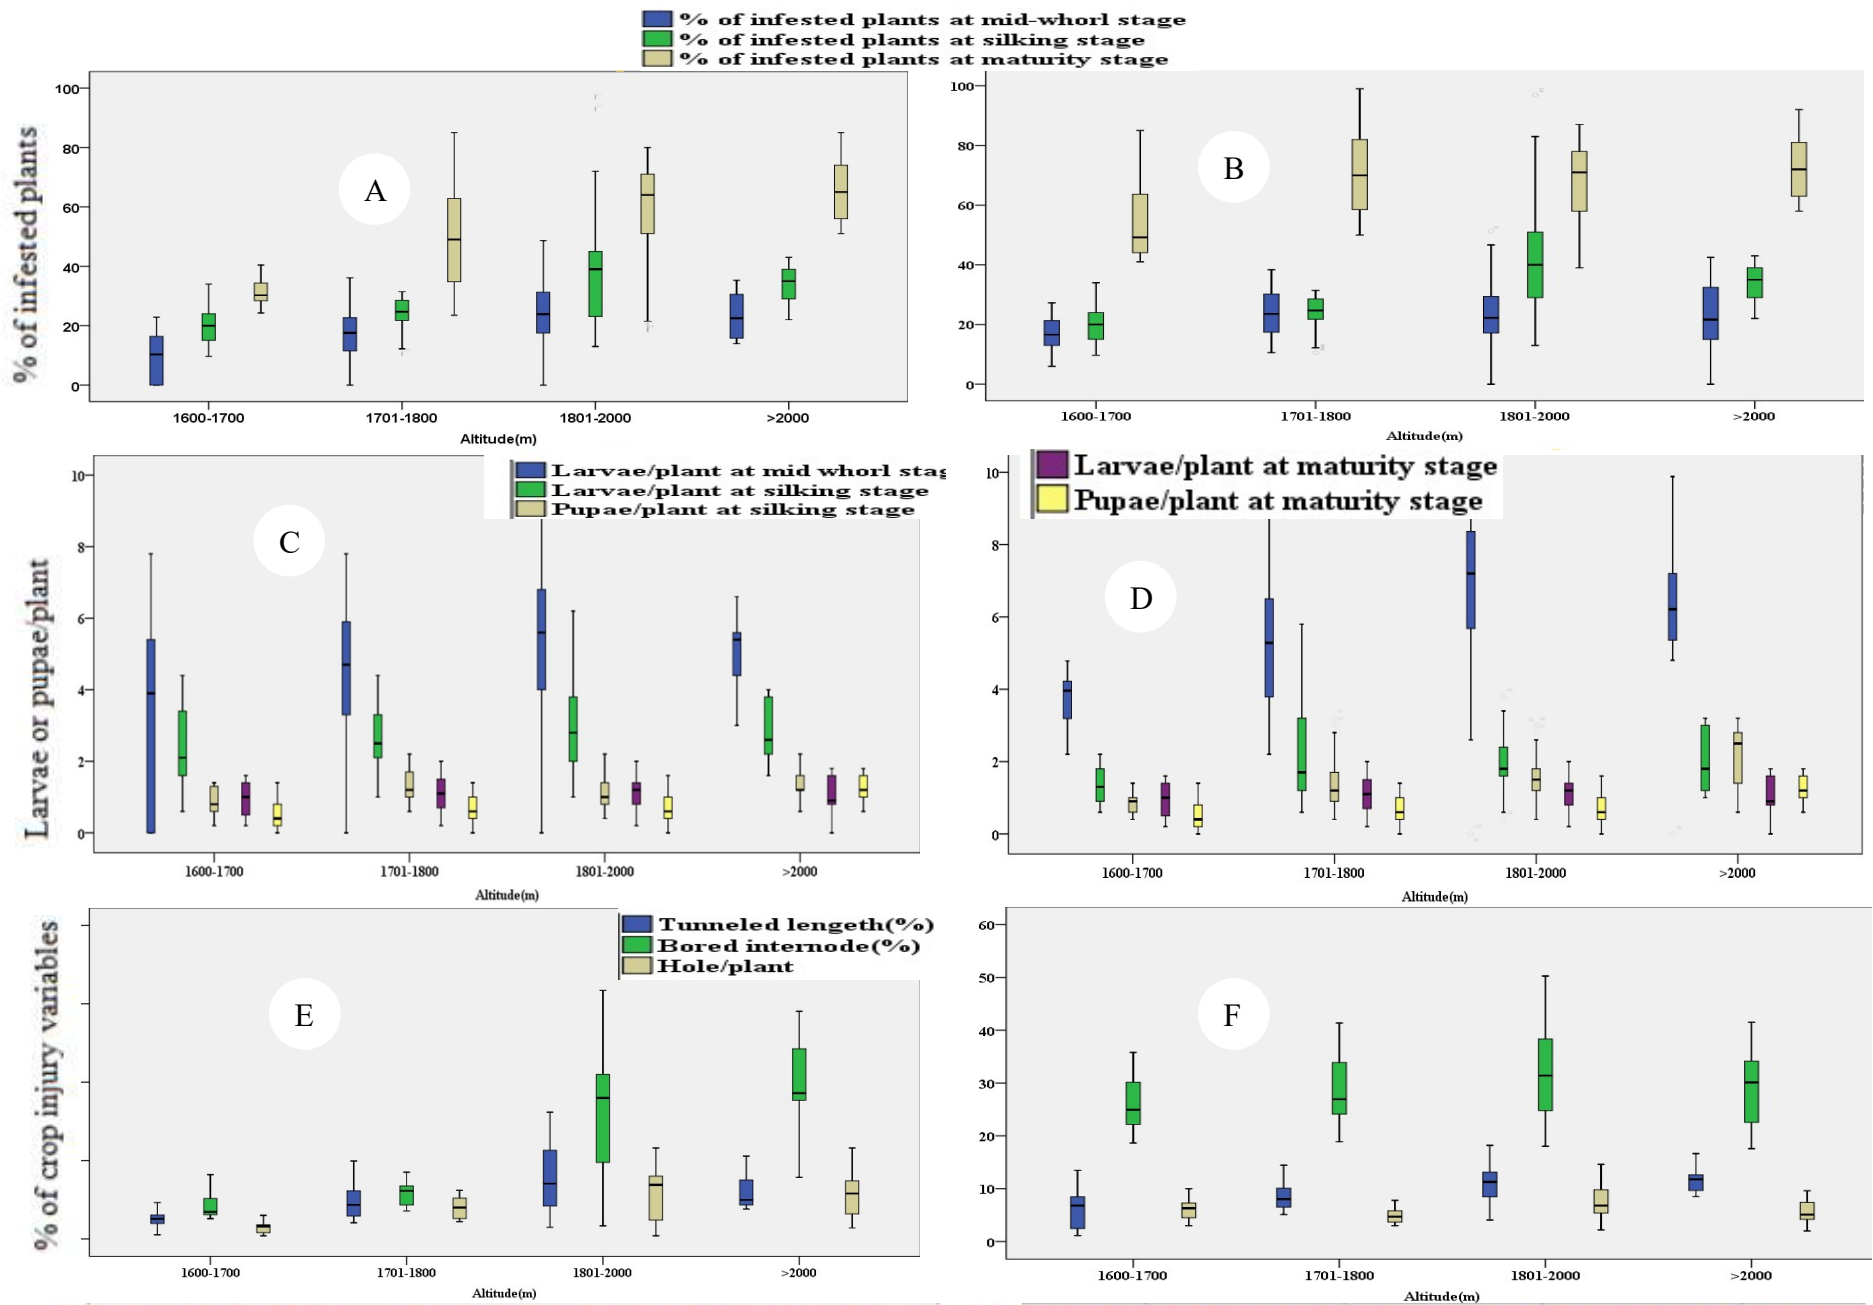 % of infested plants at mid-whorl stage
% of infested plants at silking stage
% of infested plants at maturity stage
% of infested plants
100
80
60
40
20
0
A
1600-1700 1701-1800 1801-2000 >2000
Altitude(m)
100
80
60
40
20
0
B
1600-1700 1701-1800 1801-2000 >2000
Altitude(m)
Larvae or pupae/plant
Larvae/plant at mid whorl stag
Larvae/plant at silking stage
Pupae/plant at silking stage
10
8
6
4
2
0
C
1600-1700 1701-1800 1801-2000 >2000
Altitude(m)
Larvae/plant at maturity stage
Pupae/plant at maturity stage
10
8
6
4
2
0
D
1600-1700 1701-1800 1801-2000 >2000
Altitude(m)
% of crop injury variables
Tunneled lengeth(%)
Bored internode(%)
Hole/plant
E
1600-1700 1701-1800 1801-2000 >2000
Altitude(m)
60
50
40
30
20
10
0
F
1600-1700 1701-1800 1801-2000 >2000
Altitude(m)